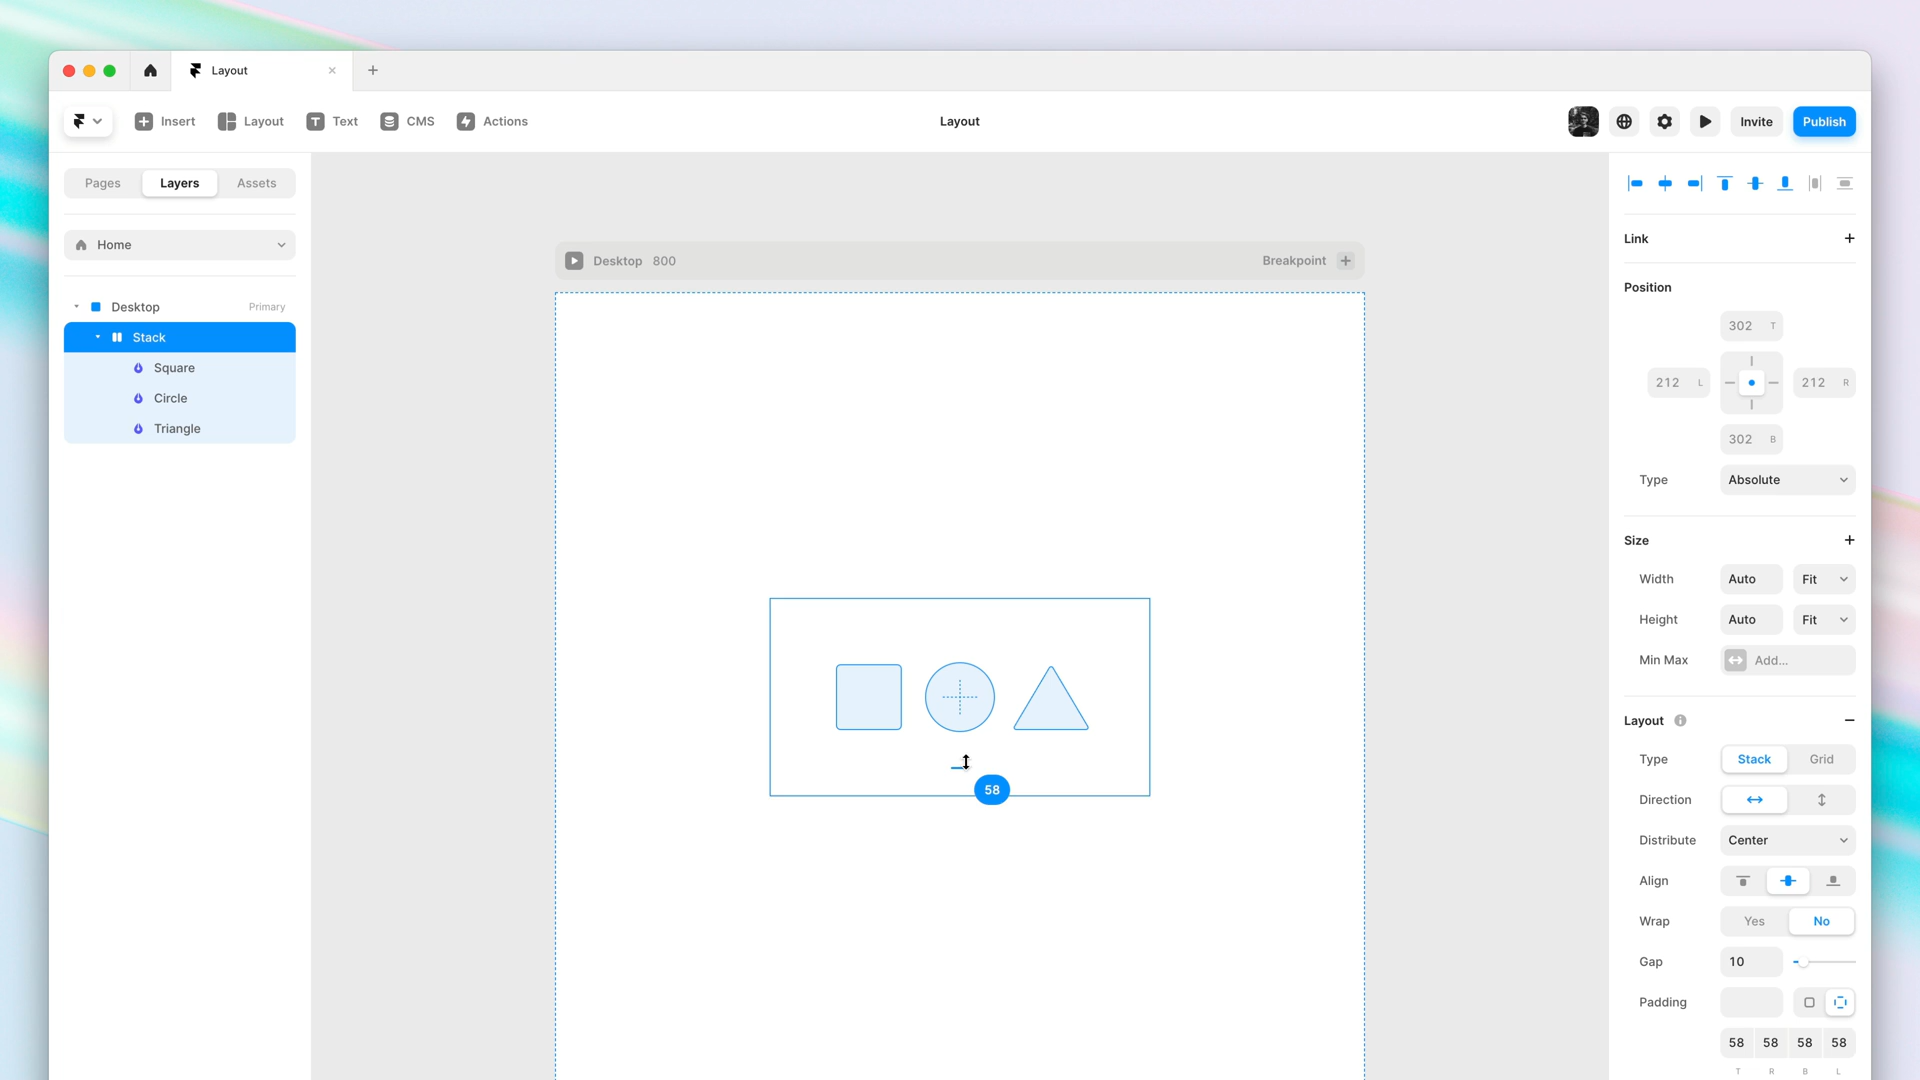 Layout
Insert
Layout
Text
CMS
Actions
Layout
Invite
Publish
Pages
Layers
Assets
Home
Desktop Primary
Stack
Square
Circle
Triangle
Desktop 800
Breakpoint
58
Link
Position
302 T
212 L
212 R
302 B
Type Absolute
Size
Width Auto Fit
Height Auto Fit
Min Max Add...
Layout
Type Stack Grid
Direction
Distribute Center
Align
Wrap Yes No
Gap 10
Padding
58 58 58 58
T R B L